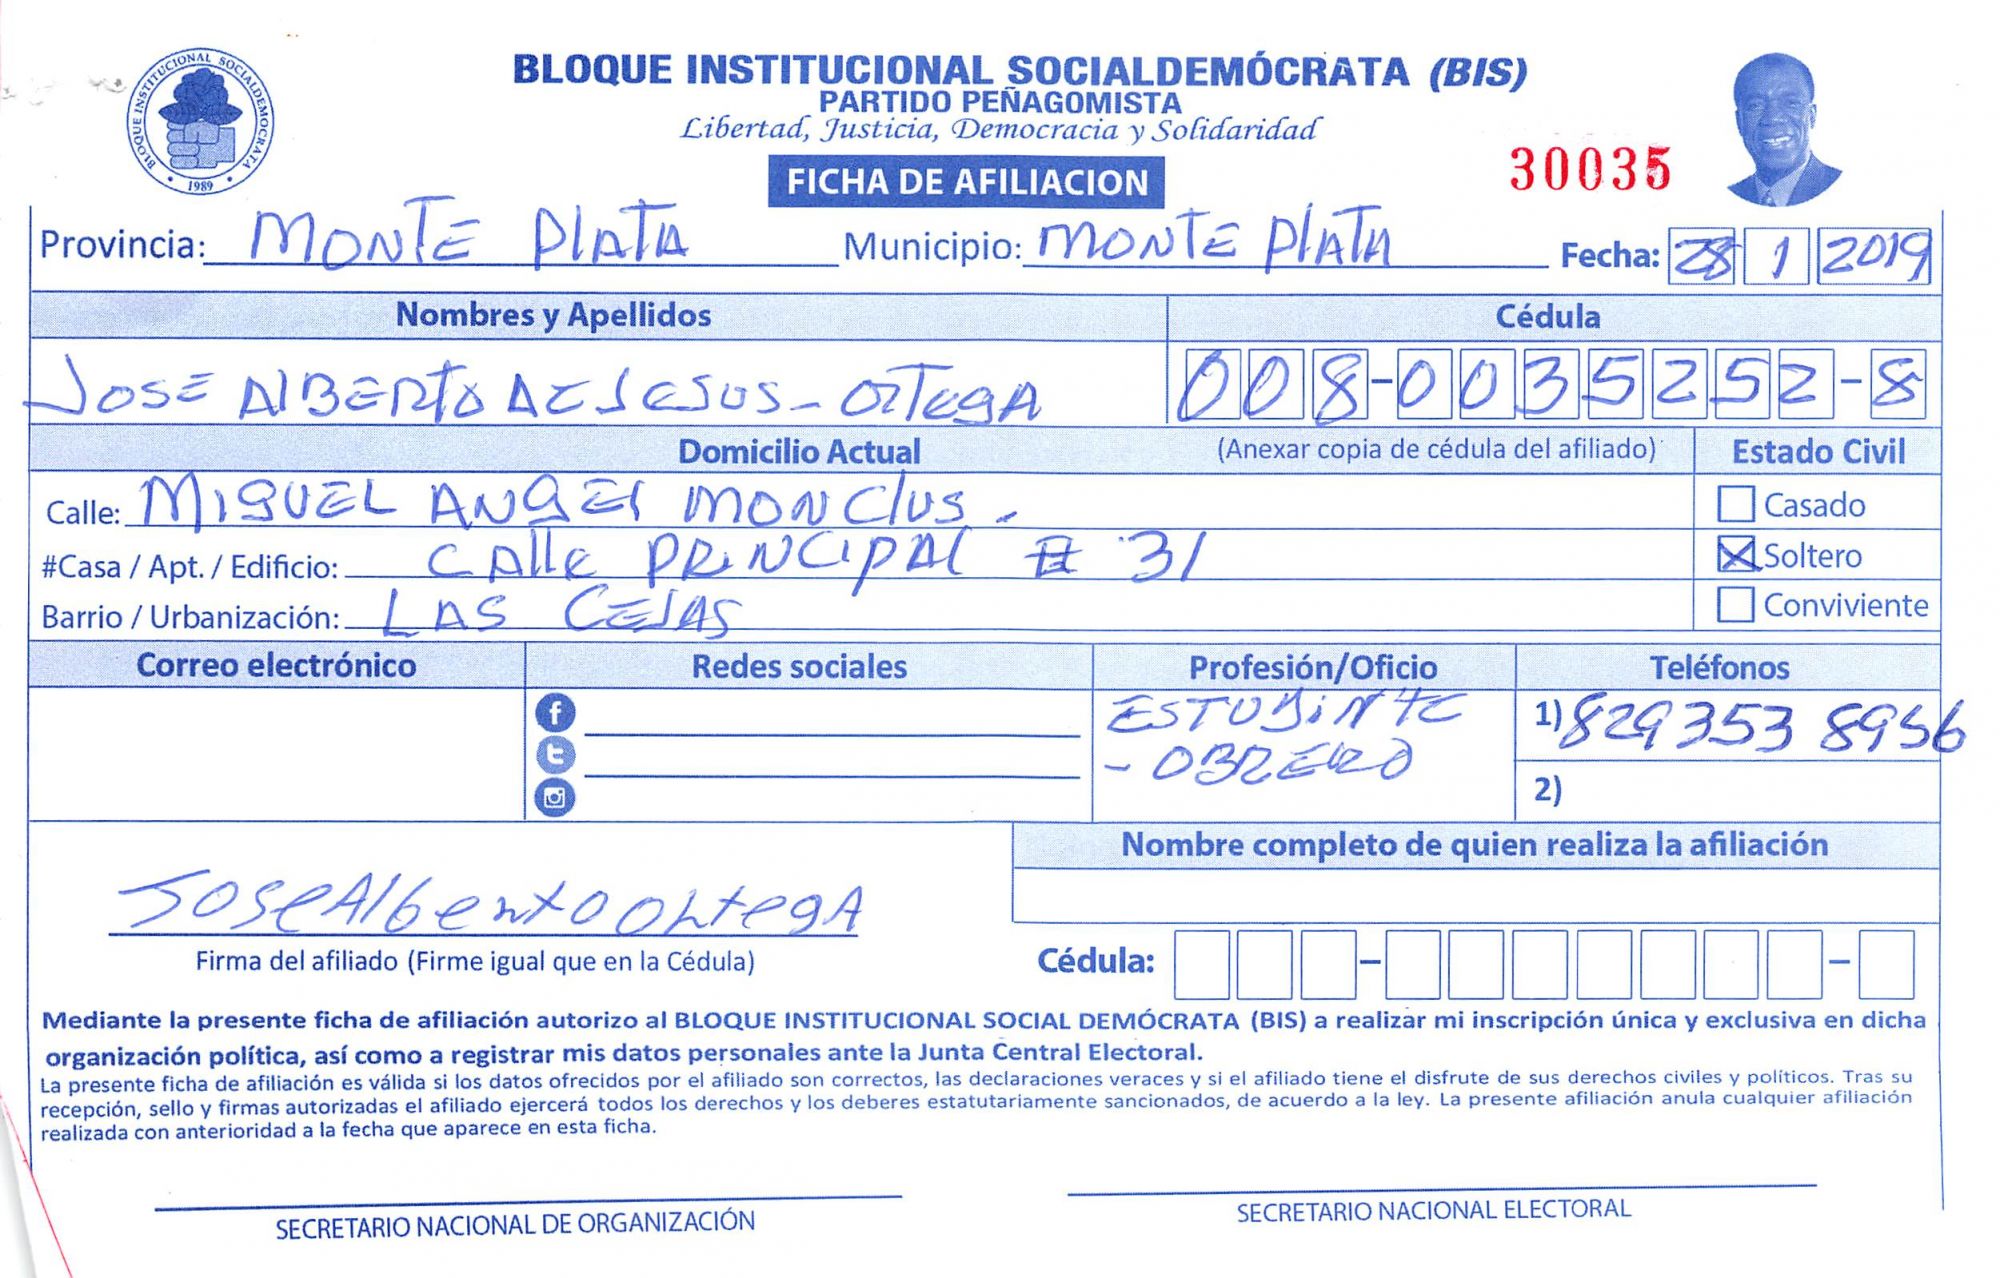 BLOQUE INSTITUCIONAL SOCIALDEMOCRATA
1989
BLOQUE INSTITUCIONAL SOCIALDEMÓCRATA (BIS)
PARTIDO PEÑAGOMISTA
Libertad, Justicia, Democracia y Solidaridad
FICHA DE AFILIACION
30035
Provincia: MONTE PlATA Municipio: MONTE PlATA Fecha: 28 1 2019
Nombres y Apellidos Cédula
JOSE AlBERTO DE JESUS - ORTEGA 008-0035252-8
Domicilio Actual (Anexar copia de cédula del afiliado) Estado Civil
Calle: MIGUEL ANGEl MONClUS - Casado
#Casa / Apt. / Edificio: CAlle PRINCIPAL # 31 Soltero
Barrio / Urbanización: LAS CEJAS Conviviente
Correo electrónico Redes sociales Profesión/Oficio Teléfonos
ESTUDiNTE 1) 829 353 8956
- OBRERO 2)
Nombre completo de quien realiza la afiliación
Jose Alberto ORtegA
Firma del afiliado (Firme igual que en la Cédula) Cédula:
Mediante la presente ficha de afiliación autorizo al BLOQUE INSTITUCIONAL SOCIAL DEMÓCRATA (BIS) a realizar mi inscripción única y exclusiva en dicha
organización política, así como a registrar mis datos personales ante la Junta Central Electoral.
La presente ficha de afiliación es válida si los datos ofrecidos por el afiliado son correctos, las declaraciones veraces y si el afiliado tiene el disfrute de sus derechos civiles y políticos. Tras su
recepción, sello y firmas autorizadas el afiliado ejercerá todos los derechos y los deberes estatutariamente sancionados, de acuerdo a la ley. La presente afiliación anula cualquier afiliación
realizada con anterioridad a la fecha que aparece en esta ficha.
SECRETARIO NACIONAL DE ORGANIZACIÓN SECRETARIO NACIONAL ELECTORAL